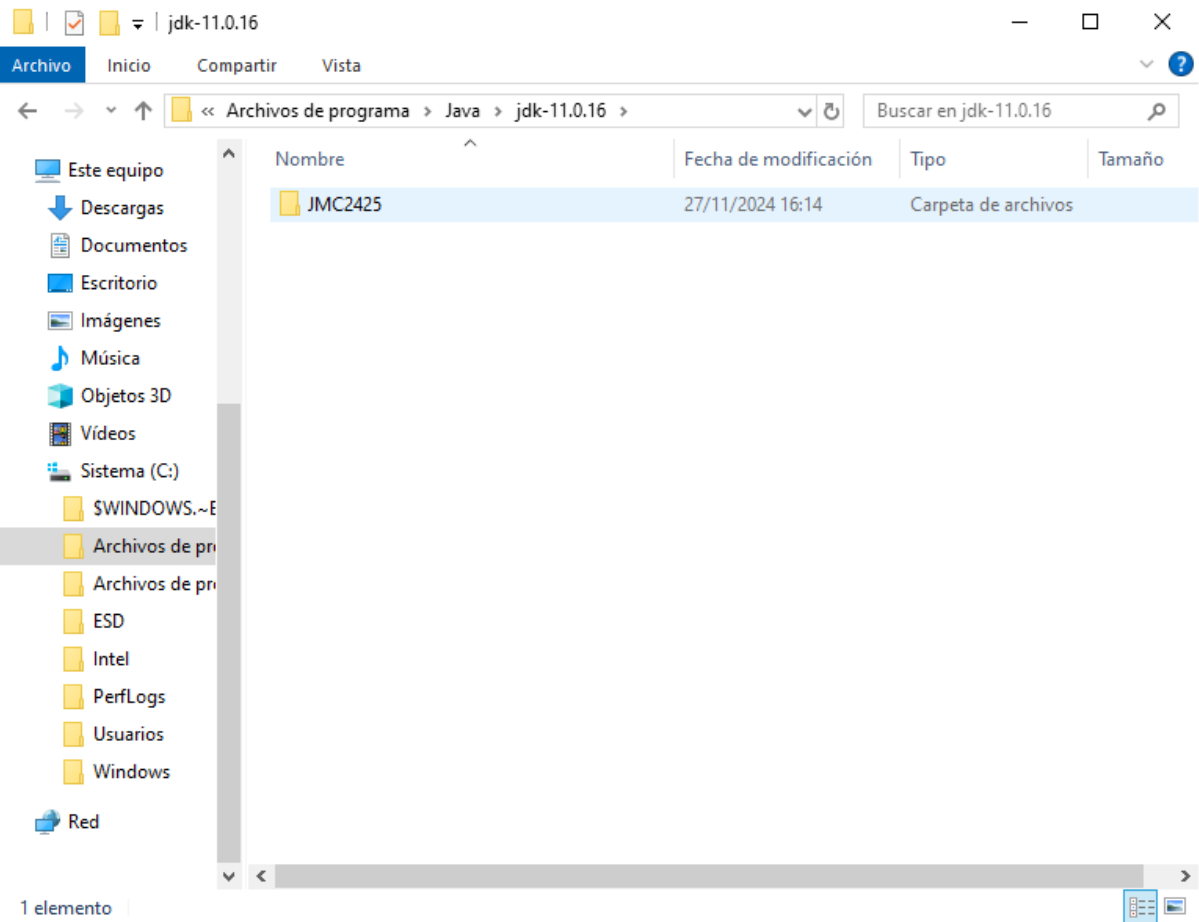 jdk-11.0.16
Archivo Inicio Compartir Vista
« Archivos de programa › Java › jdk-11.0.16 › Buscar en jdk-11.0.16
Nombre Fecha de modificación Tipo Tamaño
JMC2425 27/11/2024 16:14 Carpeta de archivos
Este equipo
Descargas
Documentos
Escritorio
Imágenes
Música
Objetos 3D
Vídeos
Sistema (C:)
$WINDOWS.~B
Archivos de pro
Archivos de pro
ESD
Intel
PerfLogs
Usuarios
Windows
Red
1 elemento